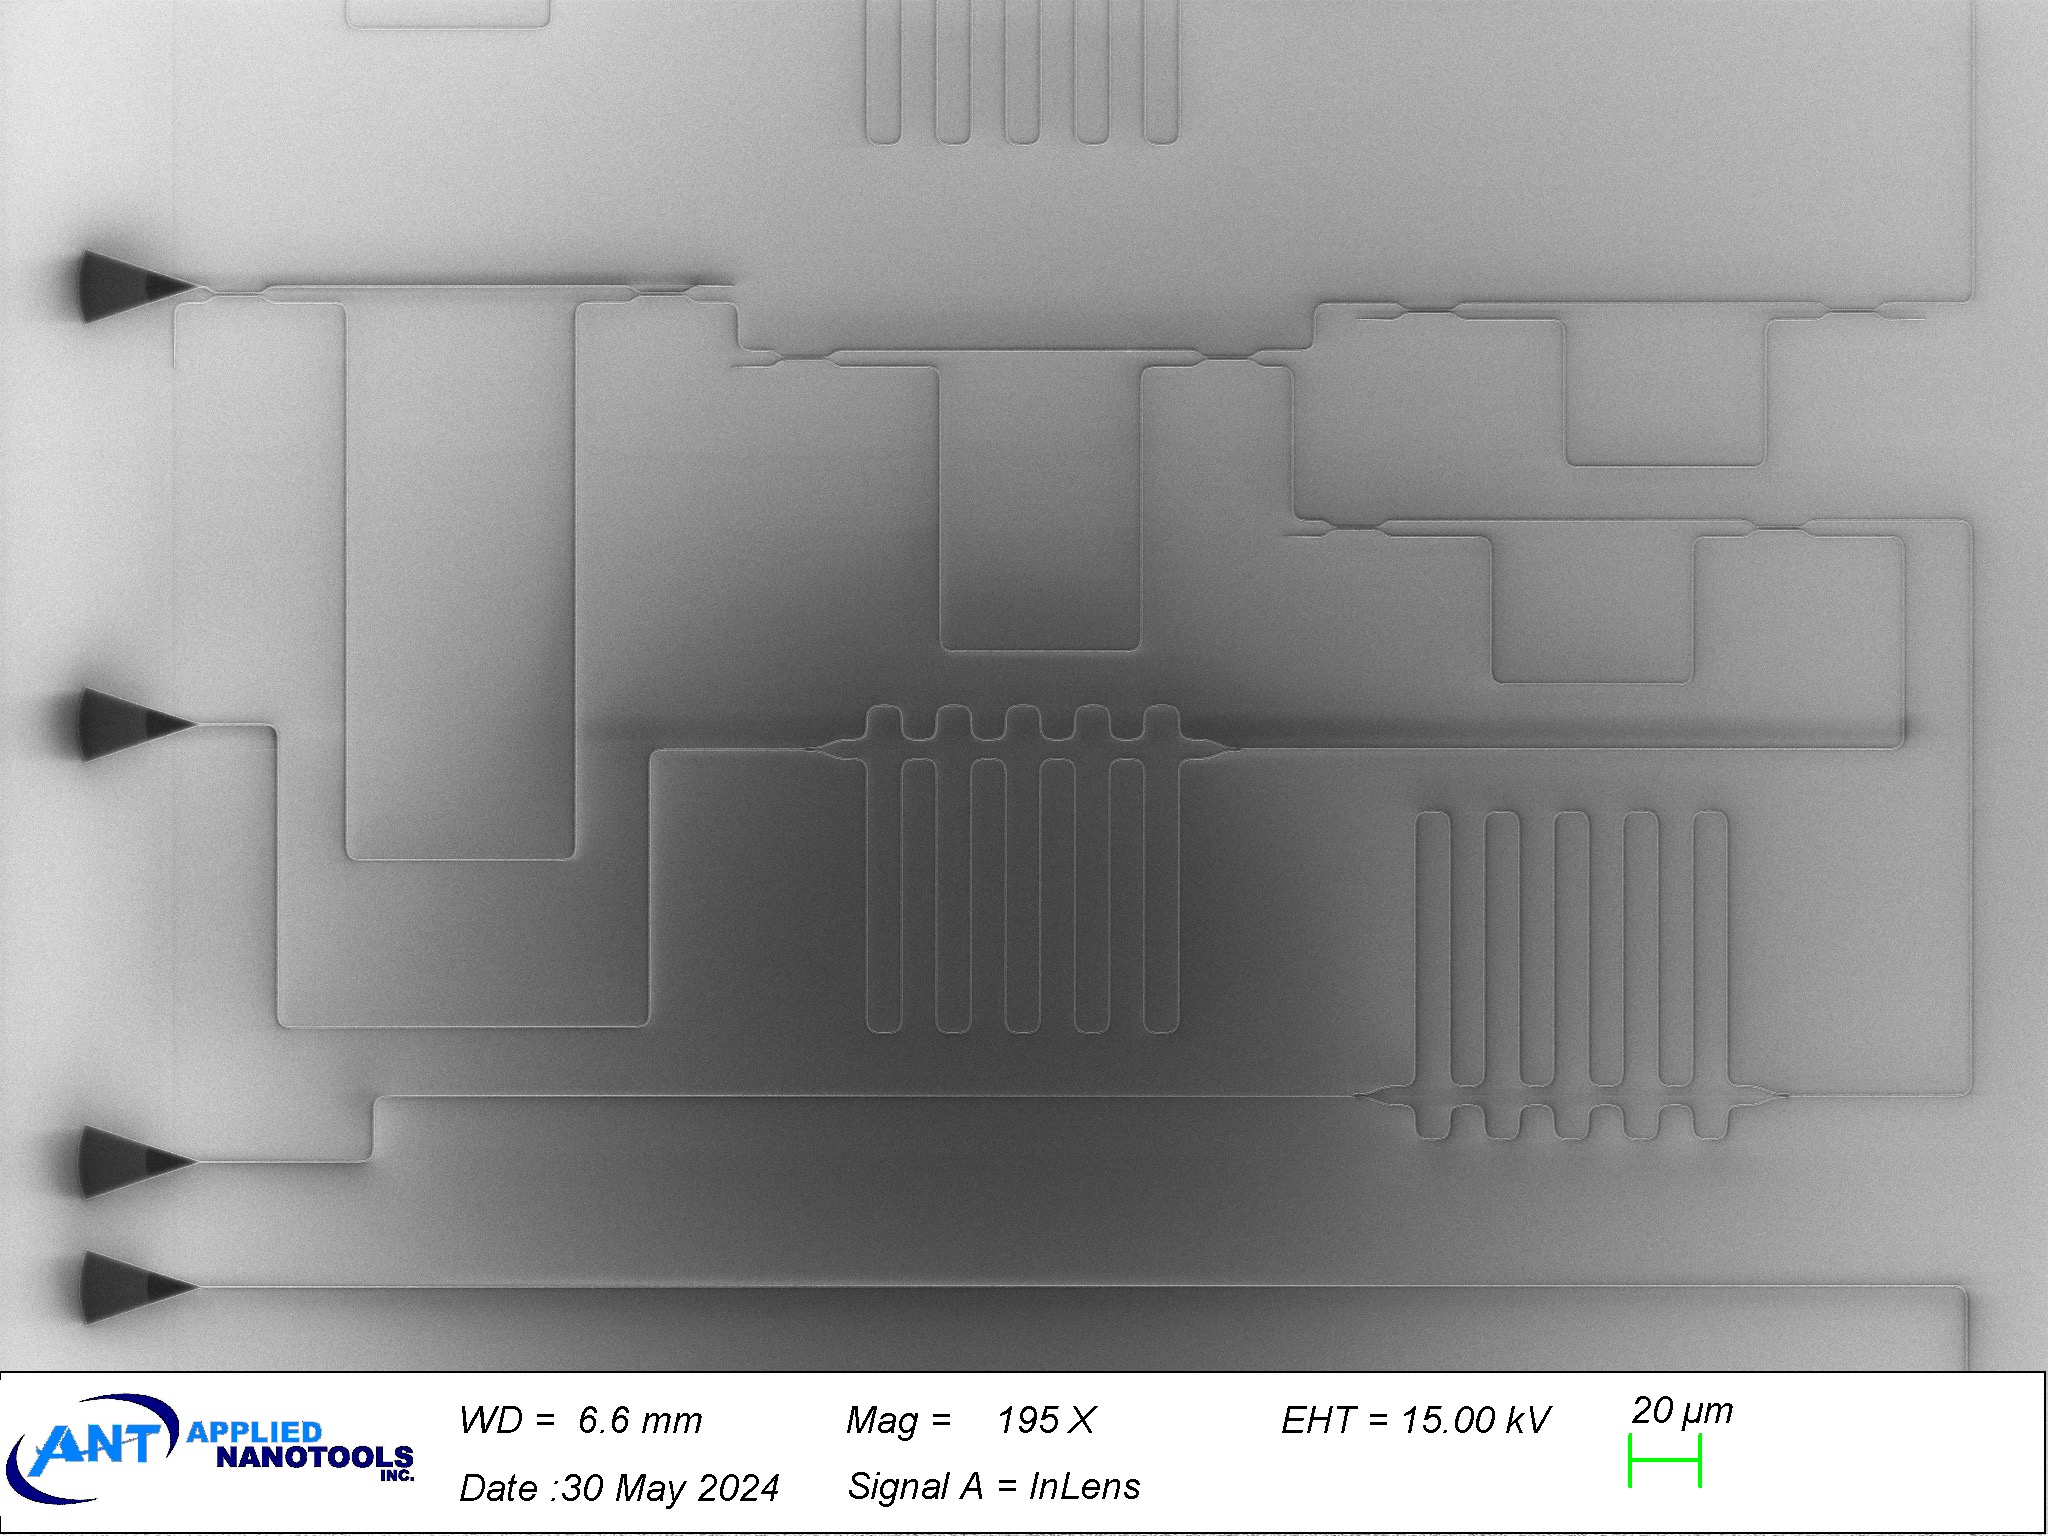 ANT APPLIED
NANOTOOLS
INC.
WD = 6.6 mm
Mag = 195 X
EHT = 15.00 kV
20 µm
Date :30 May 2024
Signal A = InLens